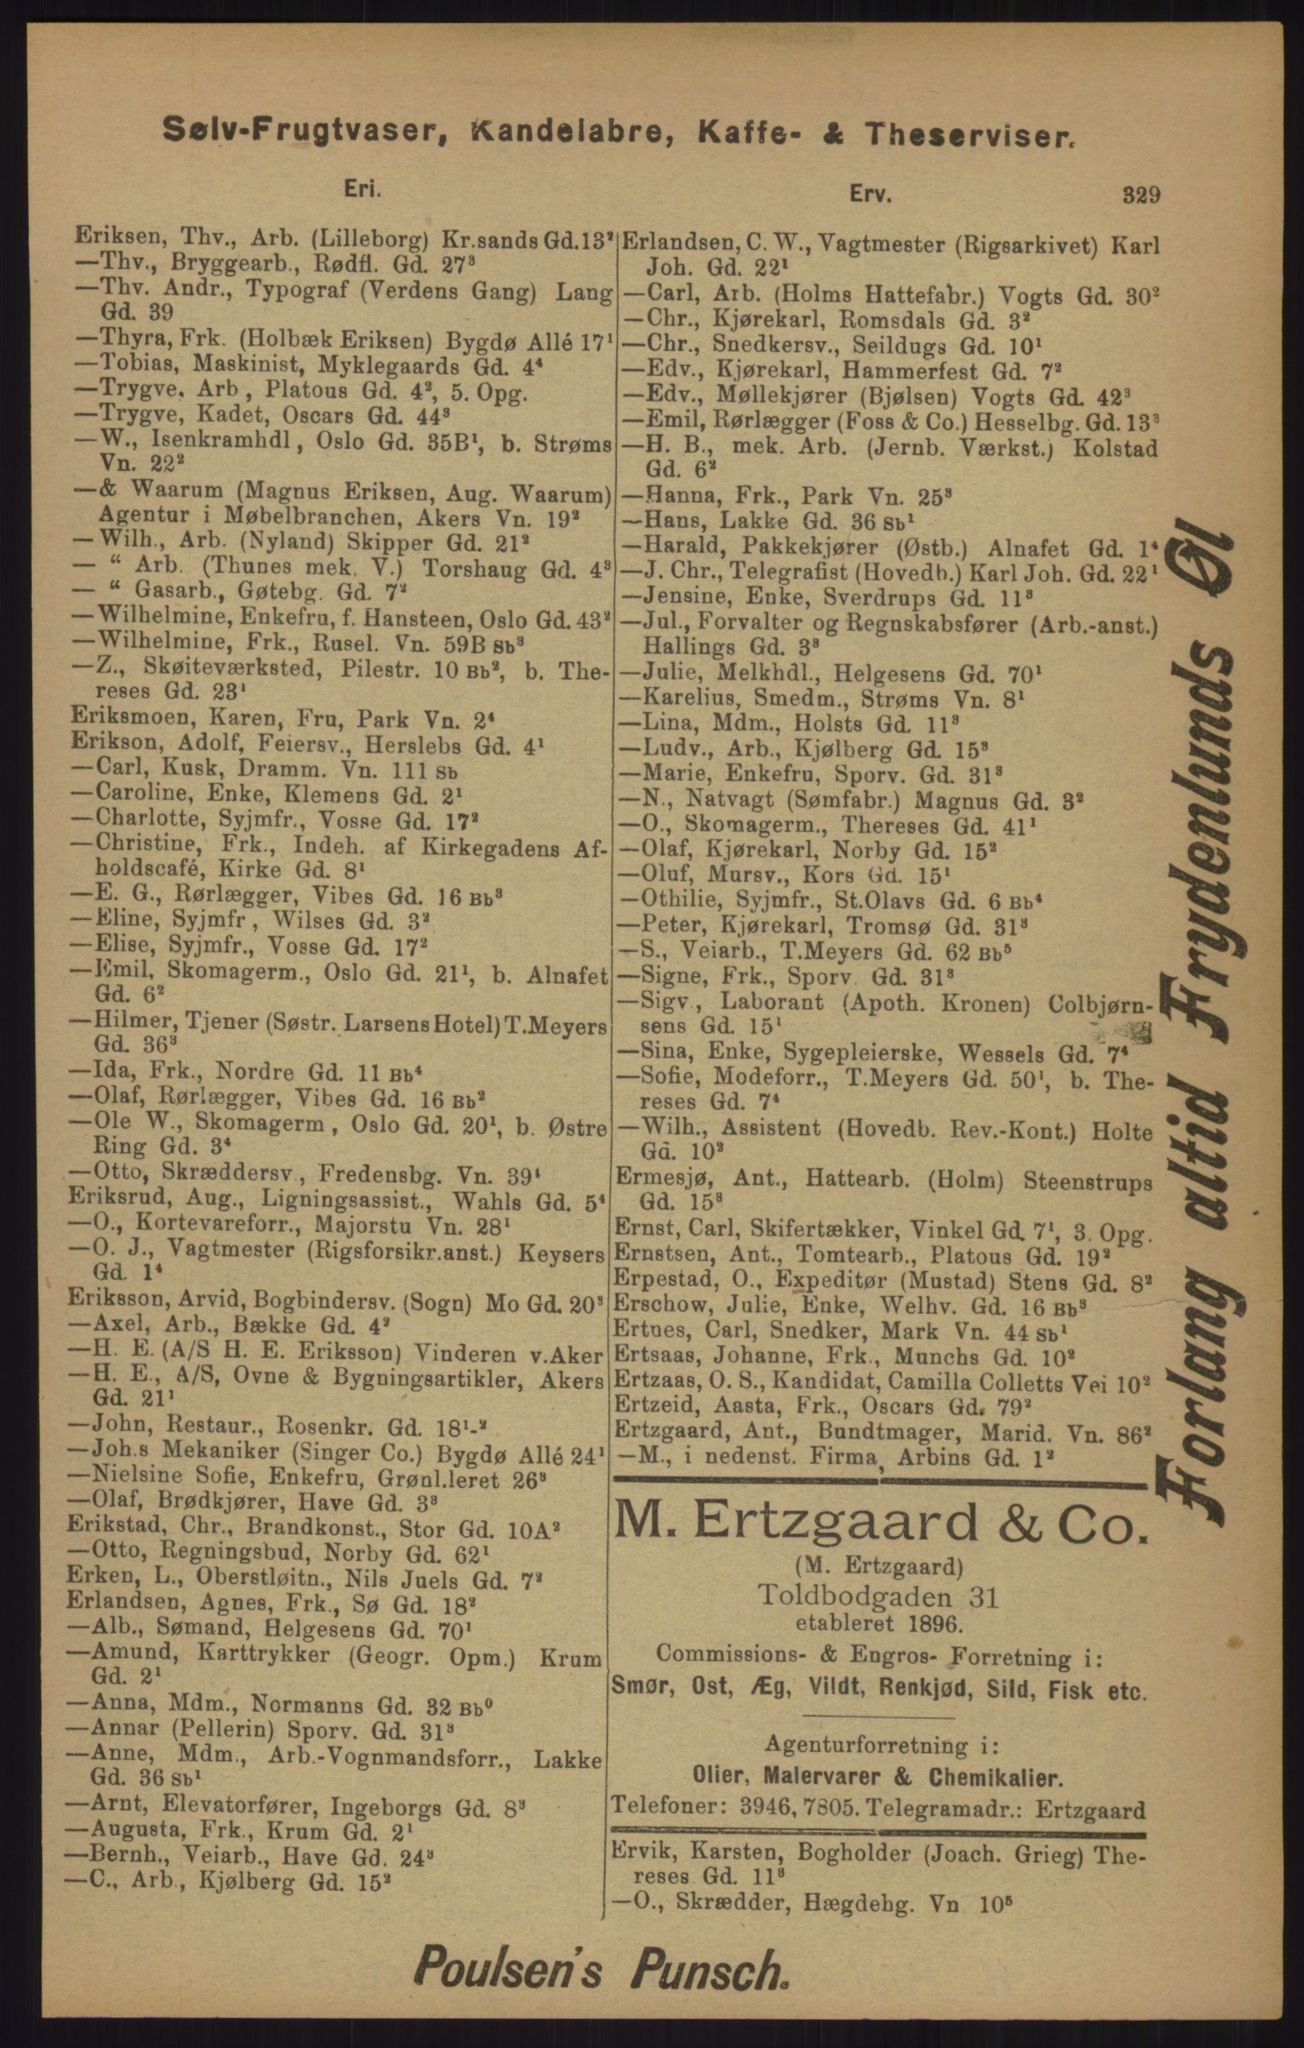 Sølv-Frugtvaser, Kandelabre, Kaffe- & Theserviser.
Eri.
Erv.
329
Eriksen, Thv., Arb. (Lilleborg) Kr.sands Gd.13²
—Thv., Bryggearb., Rødfl. Gd. 27³
—Thv. Andr., Typograf (Verdens Gang) Lang
Gd. 39
—Thyra, Frk. (Holbæk Eriksen) Bygdø Allé 17¹
—Tobias, Maskinist, Myklegaards Gd. 4⁴
—Trygve, Arb , Platous Gd. 4², 5. Opg.
—Trygve, Kadet, Oscars Gd. 44³
—W., Isenkramhdl , Oslo Gd. 35B¹, b. Strøms
Vn. 22²
—& Waarum (Magnus Eriksen, Aug. Waarum)
Agentur i Møbelbranchen, Akers Vn. 19²
—Wilh., Arb. (Nyland) Skipper Gd. 21²
— “ Arb. (Thunes mek. V.) Torshaug Gd. 4³
— “ Gasarb., Gøtebg. Gd. 7²
—Wilhelmine, Enkefru, f. Hansteen, Oslo Gd. 43²
—Wilhelmine, Frk., Rusel. Vn. 59B Sb³
—Z., Skøiteværksted, Pilestr. 10 Bb², b. The-
reses Gd. 23¹
Eriksmoen, Karen, Fru, Park Vn. 2⁴
Erikson, Adolf, Feiersv., Herslebs Gd. 4¹
—Carl, Kusk, Dramm. Vn. 111 Sb
—Caroline, Enke, Klemens Gd. 2¹
—Charlotte, Syjmfr., Vosse Gd. 17²
—Christine, Frk., Indeh. af Kirkegadens Af-
holdscafé, Kirke Gd. 8¹
—E. G., Rørlægger, Vibes Gd. 16 Bb³
—Eline, Syjmfr , Wilses Gd. 3²
—Elise, Syjmfr., Vosse Gd. 17²
—Emil, Skomagerm., Oslo Gd. 21¹, b. Alnafet
Gd. 6²
—Hilmer, Tjener (Søstr. Larsens Hotel) T.Meyers
Gd. 36³
—Ida, Frk., Nordre Gd. 11 Bb⁴
—Olaf, Rørlægger, Vibes Gd. 16 Bb²
—Ole W., Skomagerm , Oslo Gd. 20¹, b. Østre
Ring Gd. 3⁴
—Otto, Skræddersv , Fredensbg. Vn. 39¹
Eriksrud, Aug., Ligningsassist., Wahls Gd. 5⁴
—O., Kortevareforr., Majorstu Vn. 28¹
—O. J., Vagtmester (Rigsforsikr.anst.) Keysers
Gd. 1⁴
Eriksson, Arvid, Bogbindersv. (Sogn) Mo Gd. 20³
—Axel, Arb., Bække Gd. 4²
—H. E. (A/S H. E. Eriksson) Vinderen v.Aker
—H. E., A/S, Ovne & Bygningsartikler, Akers
Gd. 21¹
—John, Restaur., Rosenkr. Gd. 18¹-²
—Joh.s Mekaniker (Singer Co.) Bygdø Allé 24¹
—Nielsine Sofie, Enkefru, Grønl.leret 26³
—Olaf, Brødkjører, Have Gd. 3³
Erikstad, Chr., Brandkonst., Stor Gd. 10A²
—Otto, Regningsbud, Norby Gd. 62¹
Erken, L., Oberstløitn., Nils Juels Gd. 7²
Erlandsen, Agnes, Frk., Sø Gd. 18²
—Alb., Sømand, Helgesens Gd. 70¹
—Amund, Karttrykker (Geogr. Opm.) Krum
Gd. 2¹
—Anna, Mdm., Normanns Gd. 32 Bb⁰
—Annar (Pellerin) Sporv. Gd. 31³
—Anne, Mdm., Arb.-Vognmandsforr., Lakke
Gd. 36 Sb¹
—Arnt, Elevatorfører, Ingeborgs Gd. 8³
—Augusta, Frk., Krum Gd. 2¹
—Bernh., Veiarb., Have Gd. 24³
—C., Arb., Kjølberg Gd. 15²
Erlandsen, C. W., Vagtmester (Rigsarkivet) Karl
Joh. Gd. 22¹
—Carl, Arb. (Holms Hattefabr.) Vogts Gd. 30²
—Chr., Kjørekarl, Romsdals Gd. 3²
—Chr., Snedkersv., Seildugs Gd. 10¹
—Edv., Kjørekarl, Hammerfest Gd. 7²
—Edv., Møllekjører (Bjølsen) Vogts Gd. 42³
—Emil, Rørlægger (Foss & Co.) Hesselbg. Gd. 13³
—H. B., mek. Arb. (Jernb. Værkst.) Kolstad
Gd. 6²
—Hanna, Frk., Park Vn. 25³
—Hans, Lakke Gd. 36 Sb¹
—Harald, Pakkekjører (Østb.) Alnafet Gd. 1⁴
—J. Chr., Telegrafist (Hovedb.) Karl Joh. Gd. 22¹
—Jensine, Enke, Sverdrups Gd. 11³
—Jul., Forvalter og Regnskabsfører (Arb.-anst.)
Hallings Gd. 3³
—Julie, Melkhdl., Helgesens Gd. 70¹
—Karelius, Smedm., Strøms Vn. 8¹
—Lina, Mdm., Holsts Gd. 11³
—Ludv., Arb., Kjølberg Gd. 15³
—Marie, Enkefru, Sporv. Gd. 31³
—N., Natvagt (Sømfabr.) Magnus Gd. 3²
—O., Skomagerm., Thereses Gd. 41¹
—Olaf, Kjørekarl, Norby Gd. 15²
—Oluf, Mursv., Kors Gd. 15¹
—Othilie, Syjmfr., St.Olavs Gd. 6 Bb⁴
—Peter, Kjørekarl, Tromsø Gd. 31³
—S., Veiarb., T.Meyers Gd. 62 Bb⁵
—Signe, Frk., Sporv. Gd. 31³
—Sigv., Laborant (Apoth. Kronen) Colbjørn-
sens Gd. 15¹
—Sina, Enke, Sygepleierske, Wessels Gd. 7⁴
—Sofie, Modeforr., T.Meyers Gd. 50¹, b. The-
reses Gd. 7⁴
—Wilh., Assistent (Hovedb. Rev.-Kont.) Holte
Gd. 10²
Ermesjø, Ant., Hattearb. (Holm) Steenstrups
Gd. 15³
Ernst, Carl, Skifertækker, Vinkel Gd. 7¹, 3. Opg.
Ernstsen, Ant., Tomtearb., Platous Gd. 19²
Erpestad, O., Expeditør (Mustad) Stens Gd. 8²
Erschow, Julie, Enke, Welhv. Gd. 16 Bb³
Ertnes, Carl, Snedker, Mark Vn. 44 Sb¹
Ertsaas, Johanne, Frk., Munchs Gd. 10²
Ertzaas, O. S., Kandidat, Camilla Colletts Vei 10²
Ertzeid, Aasta, Frk., Oscars Gd. 79²
Ertzgaard, Ant., Bundtmager, Marid. Vn. 86²
—M., i nedenst. Firma, Arbins Gd. 1²
M. Ertzgaard & Co.
(M. Ertzgaard)
Toldbodgaden 31
etableret 1896.
Commissions- & Engros- Forretning i:
Smør, Ost, Æg, Vildt, Renkjød, Sild, Fisk etc.
Agenturforretning i:
Olier, Malervarer & Chemikalier.
Telefoner: 3946, 7805. Telegramadr.: Ertzgaard
Ervik, Karsten, Bogholder (Joach. Grieg) The-
reses Gd. 11³
—O., Skrædder, Hægdehg. Vn 10⁵
Forlang altid Frydenlunds Øl
Poulsen's Punsch.